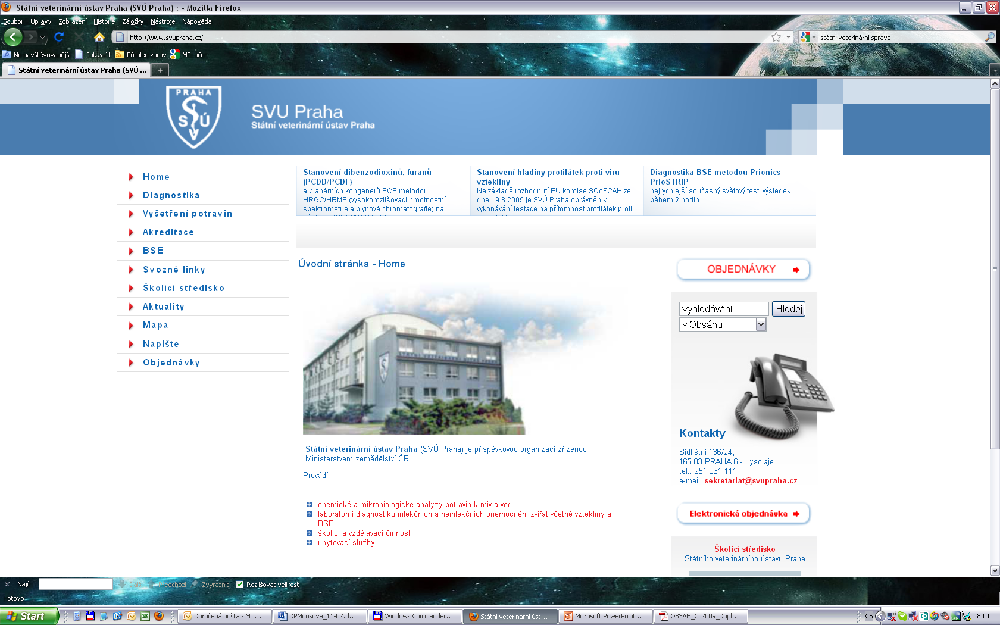 Státní veterinární ústav Praha (SVÚ Praha) : - Mozilla Firefox
Soubor Úpravy Zobrazení Historie Záložky Nástroje Nápověda
http://www.svupraha.cz/
státní veterinární správa
Nejnavštěvovanější Jak začít Přehled zpráv Můj účet
Státní veterinární ústav Praha (SVÚ ...
PRAHA
SVÚ
SVU Praha
Státní veterinární ústav Praha
Home
Diagnostika
Vyšetření potravin
Akreditace
BSE
Svozné linky
Školící středisko
Aktuality
Mapa
Napište
Objednávky
Stanovení dibenzodioxinů, furanů
(PCDD/PCDF)
a planárních kongenerů PCB metodou
HRGC/HRMS (vysokorozlišovací hmotnostní
spektrometrie a plynové chromatografie) na
Stanovení hladiny protilátek proti viru
vztekliny
Na základě rozhodnutí EU komise SCoFCAH ze
dne 19.8.2005 je SVÚ Praha oprávněn k
vykonávání testace na přítomnost protilátek proti
Diagnostika BSE metodou Prionics
PrioSTRIP
nejrychlejší současný světový test, výsledek
během 2 hodin.
Úvodní stránka - Home
STÁTNÍ VETERINÁRNÍ ÚSTAV PRAHA
Státní veterinární ústav Praha (SVÚ Praha) je příspěvkovou organizací zřízenou
Ministerstvem zemědělství ČR.
Provádí:
chemické a mikrobiologické analýzy potravin krmiv a vod
laboratorní diagnostiku infekčních a neinfekčních onemocnění zvířat včetně vztekliny a
BSE
školící a vzdělávací činnost
ubytovací služby
OBJEDNÁVKY
Vyhledávání Hledej
v Obsáhu
Kontakty
Sídlištní 136/24,
165 03 PRAHA 6 - Lysolaje
tel.: 251 031 111
e-mail: sekretariat@svupraha.cz
Elektronická objednávka
Školicí středisko
Státního veterinárního ústavu Praha
Najít: Další Předchozí Zvýraznit Rozlišovat velikost
Hotovo
Start Doručená pošta - Mic... DPMoosova_11-02.d... Windows Commander... Státní veterinární úst... Microsoft PowerPoint ... OBSAH_CL2009_Dopl... CS 8:01